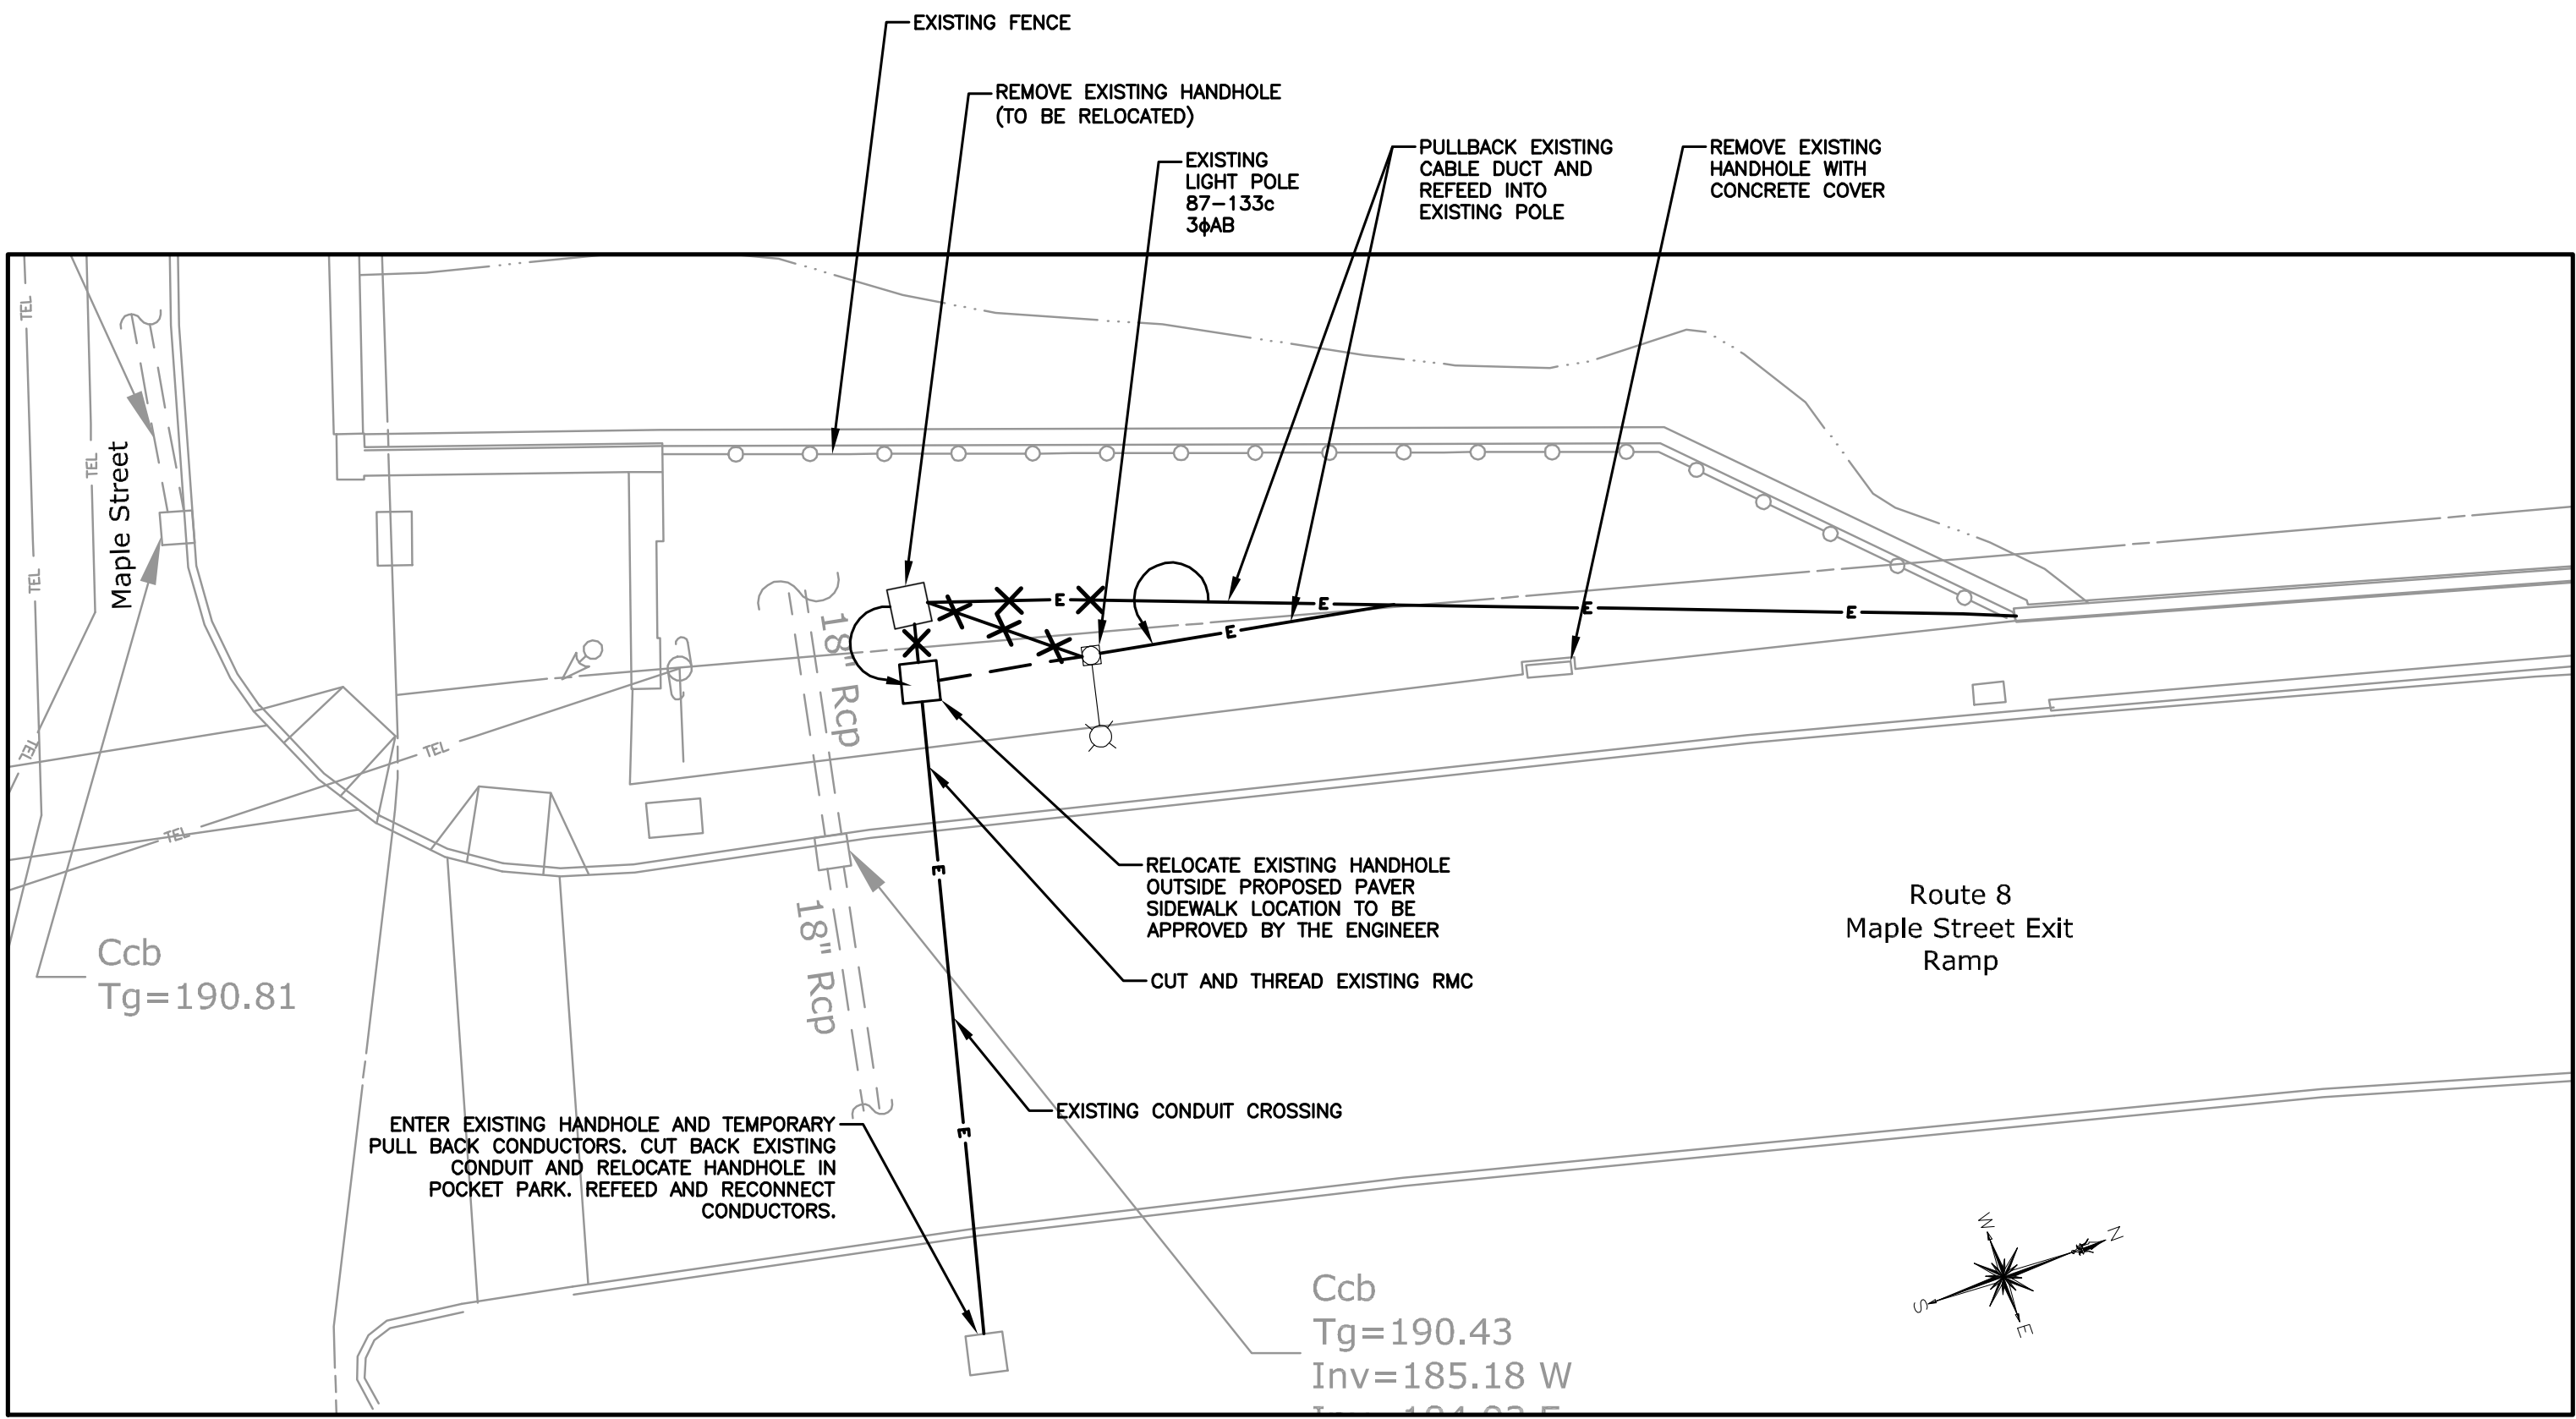 EXISTING FENCE
REMOVE EXISTING HANDHOLE
(TO BE RELOCATED)
EXISTING
LIGHT POLE
87-133c
3ϕAB
PULLBACK EXISTING
CABLE DUCT AND
REFEED INTO
EXISTING POLE
REMOVE EXISTING
HANDHOLE WITH
CONCRETE COVER
TEL
TEL
TEL
TEL
TEL
TEL
Maple Street
E
E
E
E
E
18" Rcp
18" Rcp
E
E
RELOCATE EXISTING HANDHOLE
OUTSIDE PROPOSED PAVER
SIDEWALK LOCATION TO BE
APPROVED BY THE ENGINEER
CUT AND THREAD EXISTING RMC
Route 8
Maple Street Exit
Ramp
Ccb
Tg=190.81
EXISTING CONDUIT CROSSING
ENTER EXISTING HANDHOLE AND TEMPORARY
PULL BACK CONDUCTORS. CUT BACK EXISTING
CONDUIT AND RELOCATE HANDHOLE IN
POCKET PARK. REFEED AND RECONNECT
CONDUCTORS.
Ccb
Tg=190.43
Inv=185.18 W
W
N
S
E